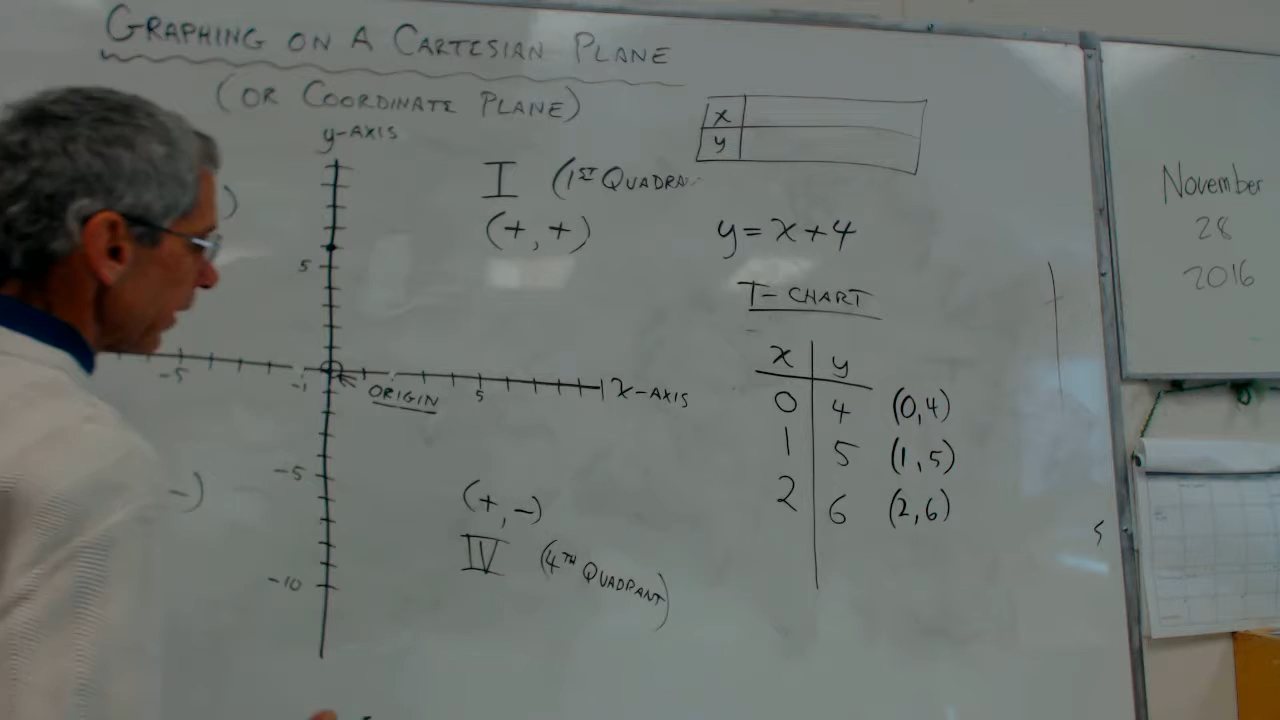 GRAPHING ON A CARTESIAN PLANE
(OR COORDINATE PLANE)
y-AXIS
I (1ST
(+,+)
)
5
-5
-1
ORIGIN
5
X-AXIS
-5
-10
-)
(+,-)
IV (4TH QUADRANT)
x
y
y=x+4
T-CHART
x y
0 4 (0,4)
1 5 (1,5)
2 6 (2,6)
November
28
2016